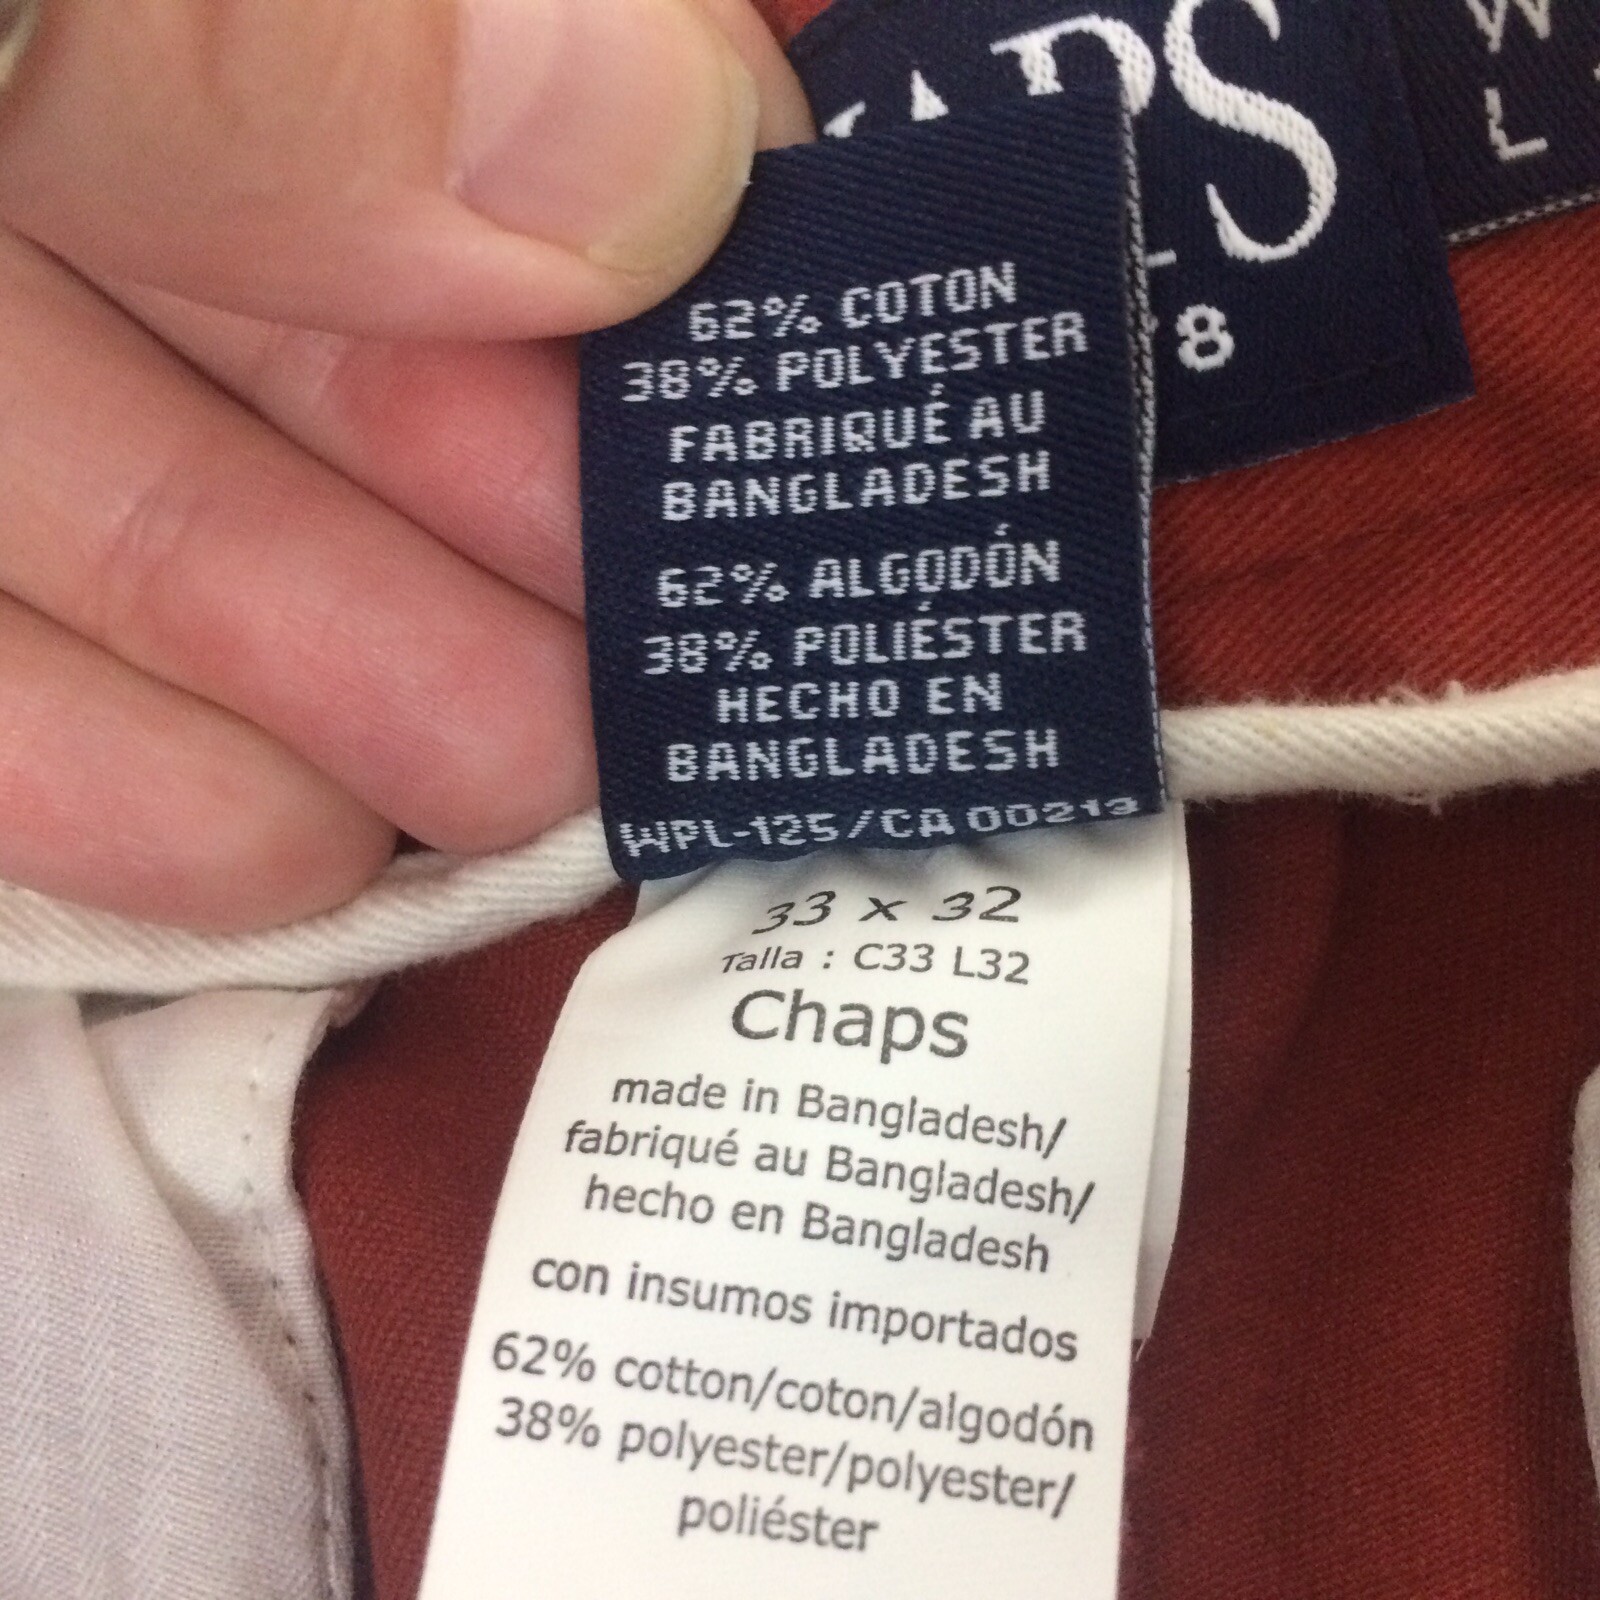 PS
W
L
8
62% COTON
38% POLYESTER
FABRIQUÉ AU
BANGLADESH
62% ALGODÓN
38% POLIÉSTER
HECHO EN
BANGLADESH
WPL-125/CA 00213
33 x 32
Talla : C33 L32
Chaps
made in Bangladesh/
fabriqué au Bangladesh/
hecho en Bangladesh
con insumos importados
62% cotton/coton/algodón
38% polyester/polyester/
poliéster